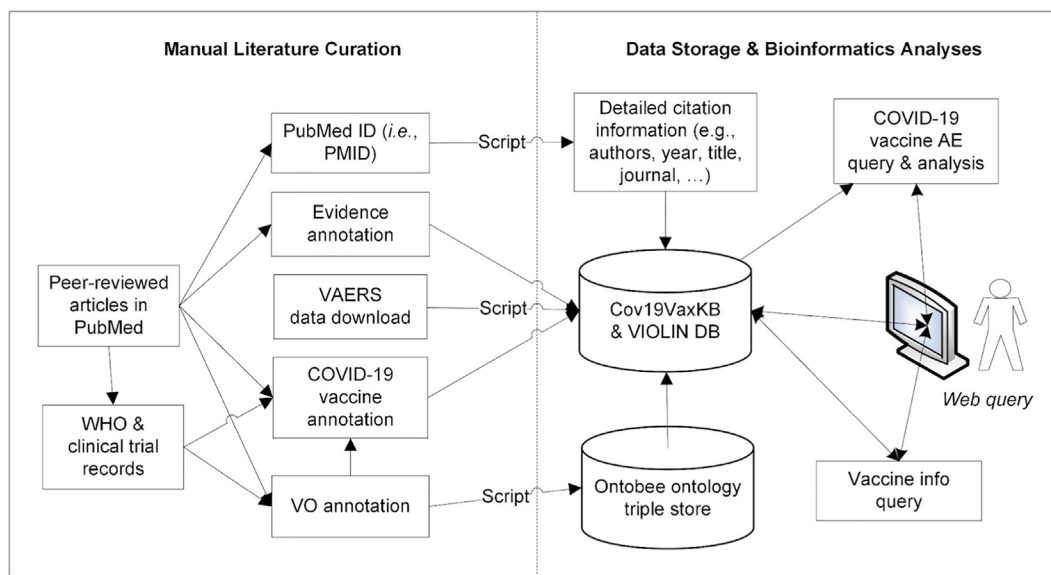 Manual Literature Curation
Data Storage & Bioinformatics Analyses
PubMed ID (i.e.,
PMID)
Script
Detailed citation
information (e.g.,
authors, year, title,
journal, …)
COVID-19
vaccine AE
query & analysis
Evidence
annotation
Peer-reviewed
articles in
PubMed
VAERS
data download
Script
Cov19VaxKB
& VIOLIN DB
COVID-19
vaccine
annotation
Web query
WHO &
clinical trial
records
VO annotation
Script
Ontobee ontology
triple store
Vaccine info
query